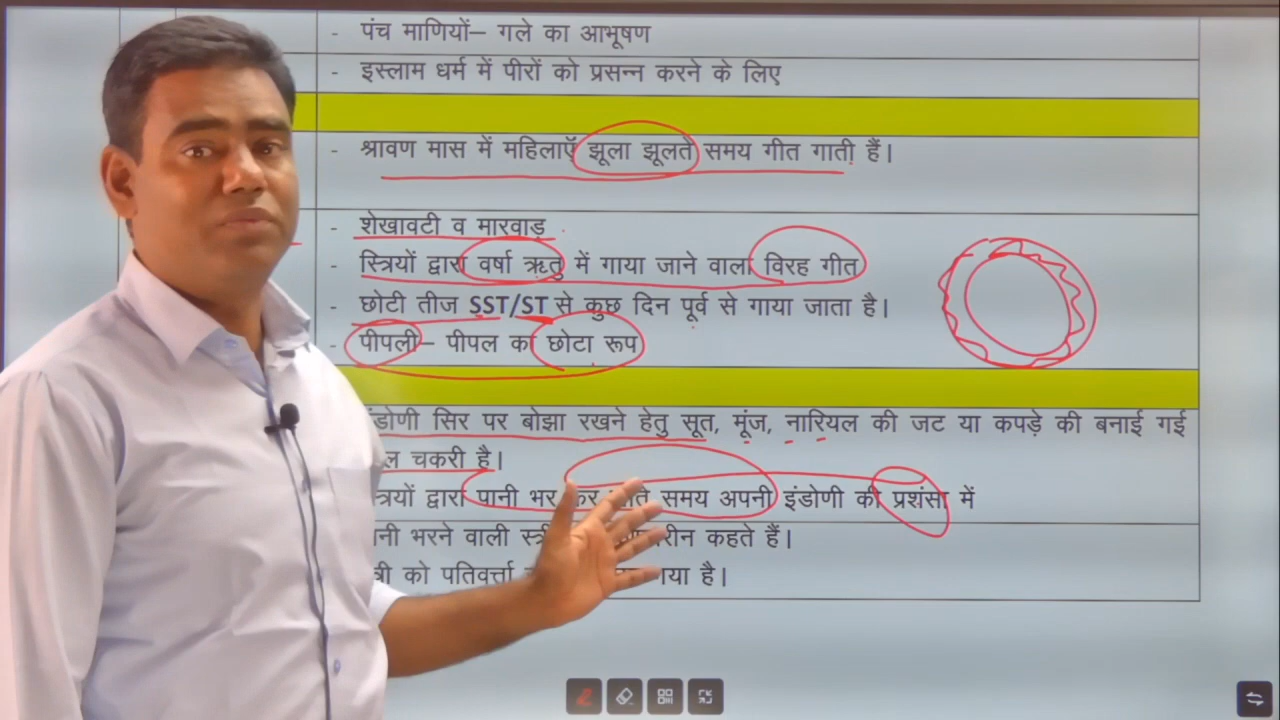 - पंच माणियों– गले का आभूषण
- इस्लाम धर्म में पीरों को प्रसन्न करने के लिए
- श्रावण मास में महिलाऍं झूला झूलते समय गीत गाती हैं।
- शेखावटी व मारवाड़
- स्त्रियों द्वारा वर्षा ऋतु में गाया जाने वाला विरह गीत
- छोटी तीज SST/ST से कुछ दिन पूर्व से गाया जाता है।
- पीपली– पीपल का छोटा रूप
सिर पर बोझा रखने हेतु सूत, मूंज, नारियल की जट या कपड़े की बनाई गई
चकरी है।
द्वारा पानी भर कर समय अपनी इंडोणी की प्रशंसा में
भरने वाली कहते हैं।
को पतिवर्त्ता गया है।